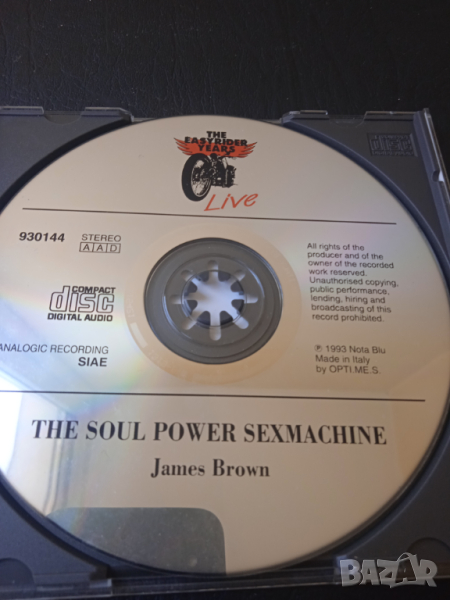 THE
EASYRIDER
YEARS
Live
930144 STEREO
AAD
COMPACT
disc
DIGITAL AUDIO
ANALOGIC RECORDING
SIAE
All rights of the
producer and of the
owner of the recorded
work reserved.
Unauthorised copying,
public performance,
lending, hiring and
broadcasting of this
record prohibited.
℗ 1993 Nota Blu
Made in Italy
by OPTI.ME.S.
THE SOUL POWER SEXMACHINE
James Brown
BAZAR